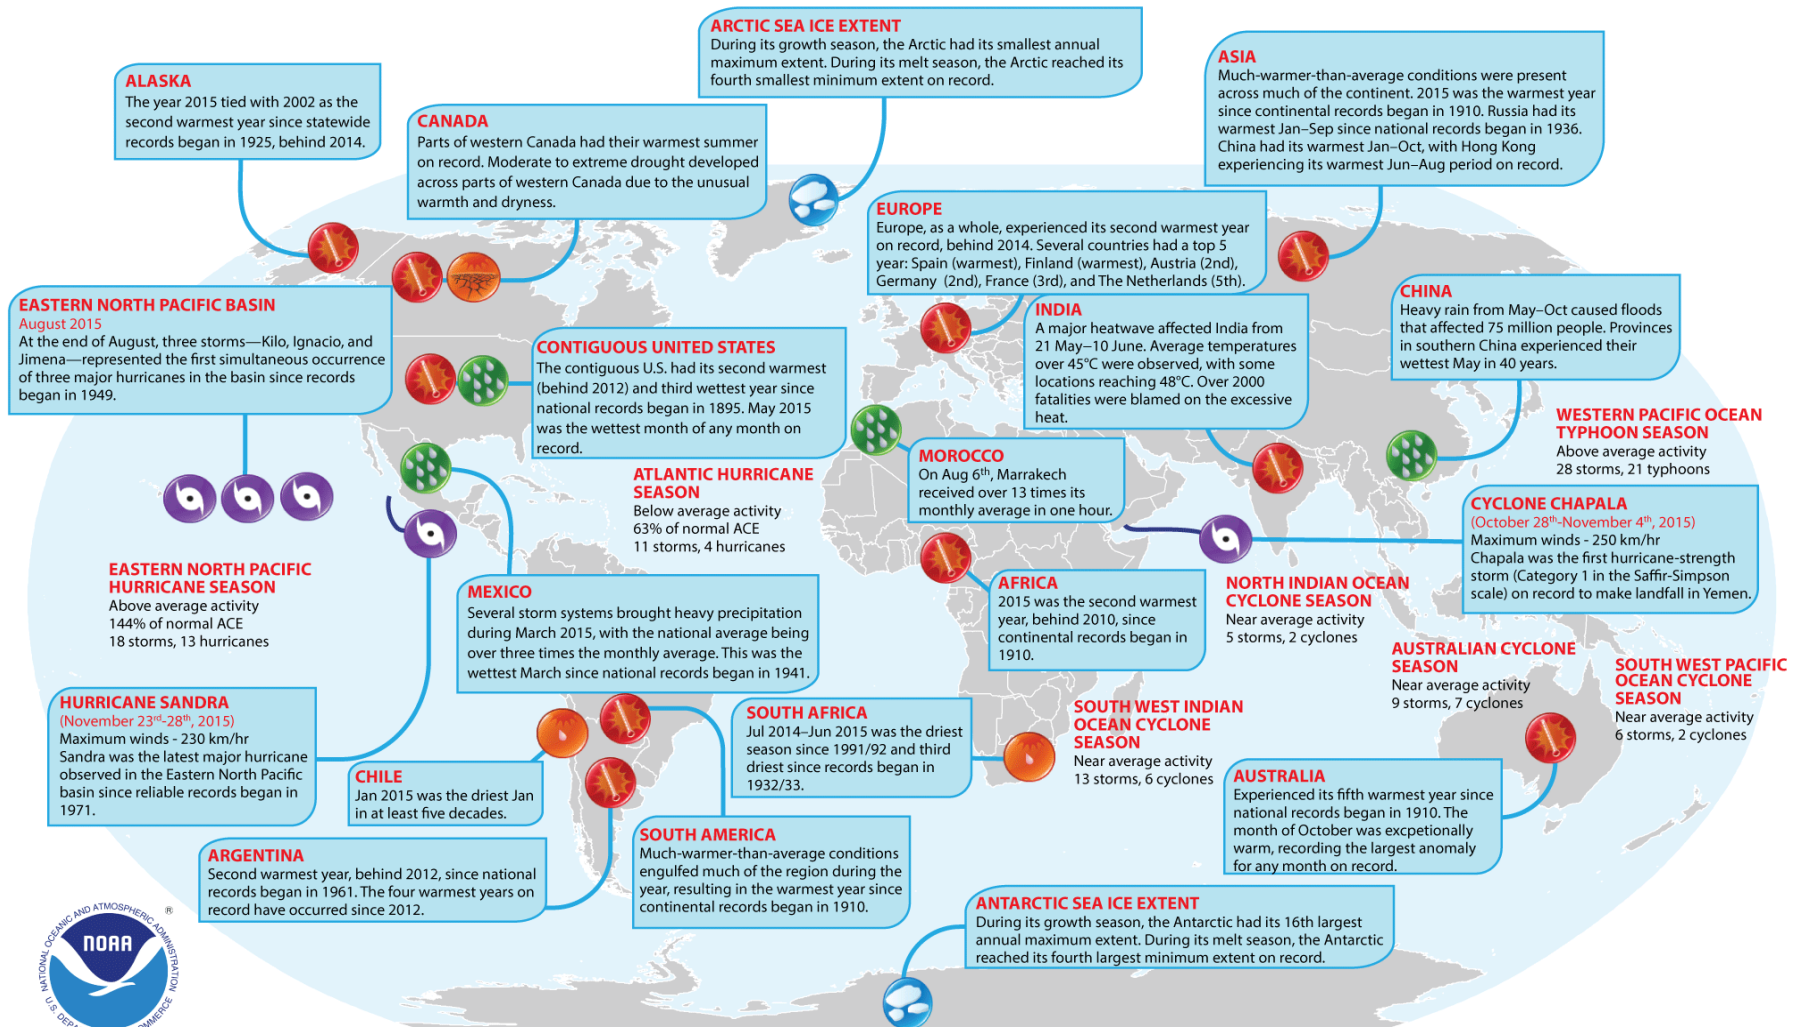 ARCTIC SEA ICE EXTENT
During its growth season, the Arctic had its smallest annual
maximum extent. During its melt season, the Arctic reached its
fourth smallest minimum extent on record.
ASIA
Much-warmer-than-average conditions were present
across much of the continent. 2015 was the warmest year
since continental records began in 1910. Russia had its
warmest Jan–Sep since national records began in 1936.
China had its warmest Jan–Oct, with Hong Kong
experiencing its warmest Jun–Aug period on record.
ALASKA
The year 2015 tied with 2002 as the
second warmest year since statewide
records began in 1925, behind 2014.
CANADA
Parts of western Canada had their warmest summer
on record. Moderate to extreme drought developed
across parts of western Canada due to the unusual
warmth and dryness.
EUROPE
Europe, as a whole, experienced its second warmest year
on record, behind 2014. Several countries had a top 5
year: Spain (warmest), Finland (warmest), Austria (2nd),
Germany (2nd), France (3rd), and The Netherlands (5th).
CHINA
Heavy rain from May–Oct caused floods
that affected 75 million people. Provinces
in southern China experienced their
wettest May in 40 years.
EASTERN NORTH PACIFIC BASIN
August 2015
At the end of August, three storms—Kilo, Ignacio, and
Jimena—represented the first simultaneous occurrence
of three major hurricanes in the basin since records
began in 1949.
INDIA
A major heatwave affected India from
21 May–10 June. Average temperatures
over 45°C were observed, with some
locations reaching 48°C. Over 2000
fatalities were blamed on the excessive
heat.
CONTIGUOUS UNITED STATES
The contiguous U.S. had its second warmest
(behind 2012) and third wettest year since
national records began in 1895. May 2015
was the wettest month of any month on
record.
WESTERN PACIFIC OCEAN
TYPHOON SEASON
Above average activity
28 storms, 21 typhoons
MOROCCO
On Aug 6th, Marrakech
received over 13 times its
monthly average in one hour.
ATLANTIC HURRICANE
SEASON
Below average activity
63% of normal ACE
11 storms, 4 hurricanes
CYCLONE CHAPALA
(October 28th-November 4th, 2015)
Maximum winds - 250 km/hr
Chapala was the first hurricane-strength
storm (Category 1 in the Saffir-Simpson
scale) on record to make landfall in Yemen.
EASTERN NORTH PACIFIC
HURRICANE SEASON
Above average activity
144% of normal ACE
18 storms, 13 hurricanes
MEXICO
Several storm systems brought heavy precipitation
during March 2015, with the national average being
over three times the monthly average. This was the
wettest March since national records began in 1941.
AFRICA
2015 was the second warmest
year, behind 2010, since
continental records began in
1910.
NORTH INDIAN OCEAN
CYCLONE SEASON
Near average activity
5 storms, 2 cyclones
AUSTRALIAN CYCLONE
SEASON
Near average activity
9 storms, 7 cyclones
SOUTH WEST PACIFIC
OCEAN CYCLONE
SEASON
Near average activity
6 storms, 2 cyclones
HURRICANE SANDRA
(November 23rd-28th, 2015)
Maximum winds - 230 km/hr
Sandra was the latest major hurricane
observed in the Eastern North Pacific
basin since reliable records began in
1971.
SOUTH AFRICA
Jul 2014–Jun 2015 was the driest
season since 1991/92 and third
driest since records began in
1932/33.
SOUTH WEST INDIAN
OCEAN CYCLONE
SEASON
Near average activity
13 storms, 6 cyclones
CHILE
Jan 2015 was the driest Jan
in at least five decades.
AUSTRALIA
Experienced its fifth warmest year since
national records began in 1910. The
month of October was excpetionally
warm, recording the largest anomaly
for any month on record.
ARGENTINA
Second warmest year, behind 2012, since national
records began in 1961. The four warmest years on
record have occurred since 2012.
SOUTH AMERICA
Much-warmer-than-average conditions
engulfed much of the region during the
year, resulting in the warmest year since
continental records began in 1910.
ANTARCTIC SEA ICE EXTENT
During its growth season, the Antarctic had its 16th largest
annual maximum extent. During its melt season, the Antarctic
reached its fourth largest minimum extent on record.
NATIONAL OCEANIC AND ATMOSPHERIC ADMINISTRATION
®
NOAA